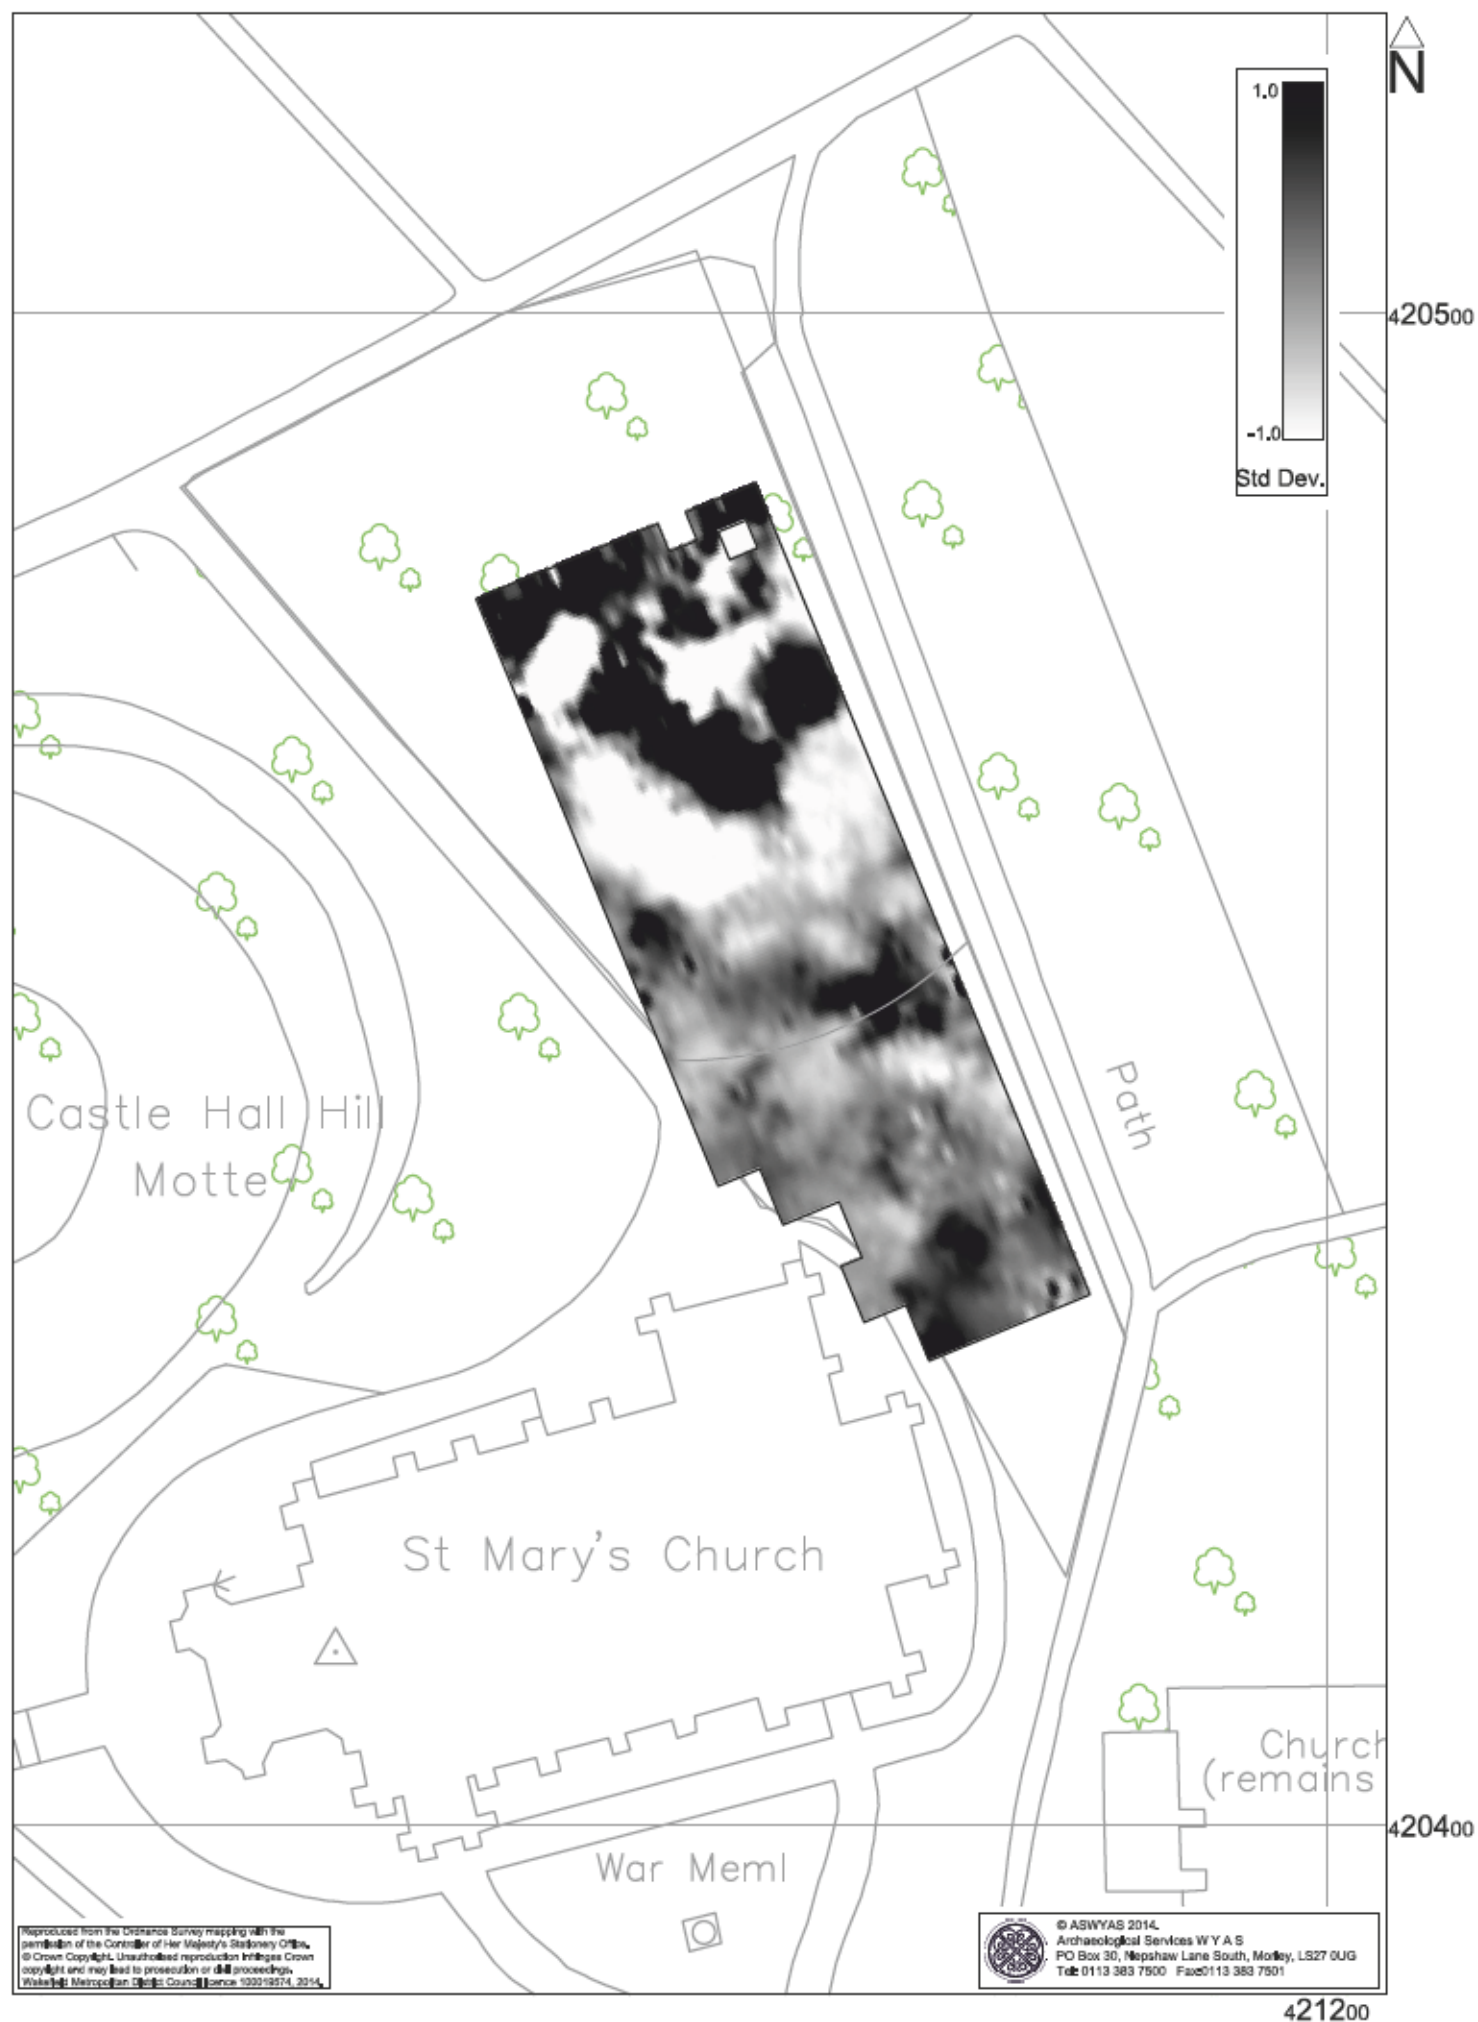 N
1.0
-1.0
Std Dev.
420500
Path
Castle Hall Hill
Motte
St Mary's Church
Church
(remains
420400
War Meml
Reproduced from the Ordnance Survey mapping with the
permission of the Controller of Her Majesty's Stationery Office.
© Crown Copyright. Unauthorised reproduction infringes Crown
copyright and may lead to prosecution or civil proceedings.
Wakefield Metropolitan District Council licence 100019574, 2014.
© ASWYAS 2014.
Archaeological Services W Y A S
PO Box 30, Nepshaw Lane South, Morley, LS27 0UG
Tel: 0113 383 7500 Fax: 0113 383 7501
421200